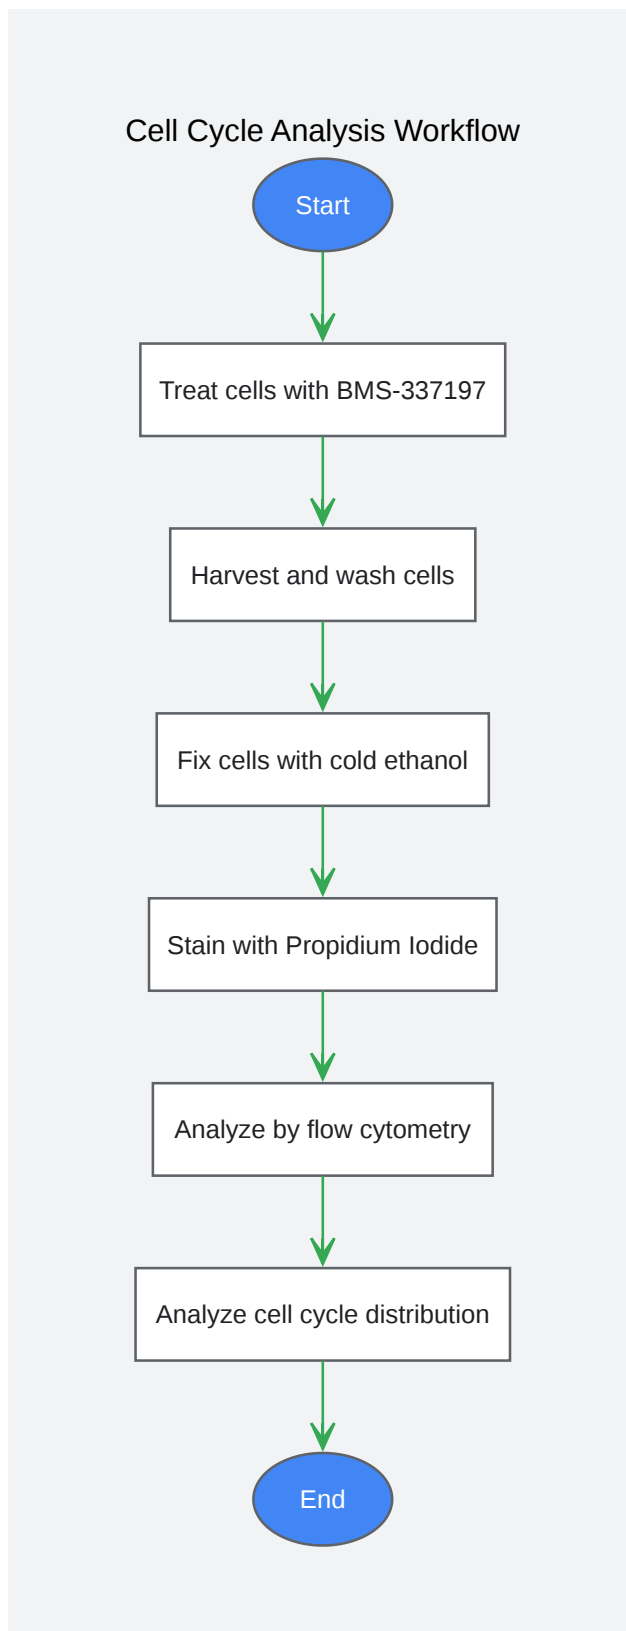 Cell Cycle Analysis Workflow
Start
Treat cells with BMS-337197
Harvest and wash cells
Fix cells with cold ethanol
Stain with Propidium Iodide
Analyze by flow cytometry
Analyze cell cycle distribution
End